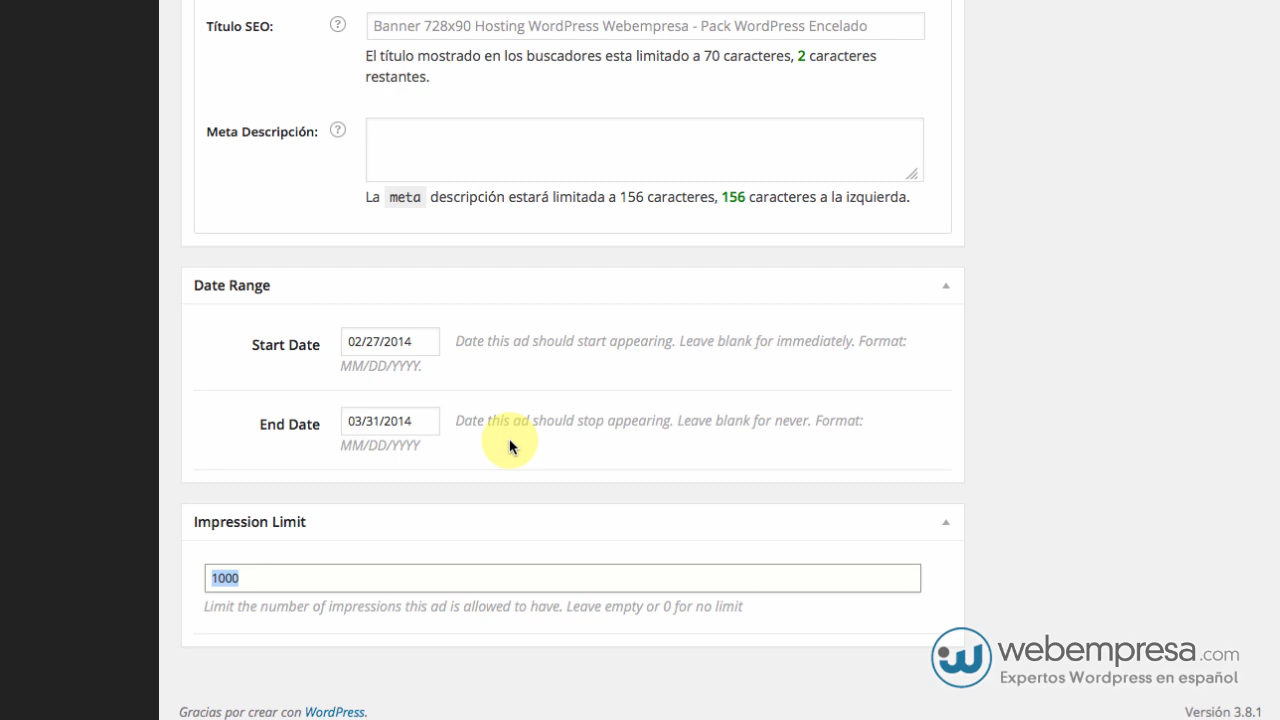 Título SEO:
Banner 728x90 Hosting WordPress Webempresa - Pack WordPress Encelado
El título mostrado en los buscadores esta limitado a 70 caracteres, 2 caracteres
restantes.
Meta Descripción:
La meta descripción estará limitada a 156 caracteres, 156 caracteres a la izquierda.
Date Range
Start Date
02/27/2014
Date this ad should start appearing. Leave blank for immediately. Format:
MM/DD/YYYY.
End Date
03/31/2014
Date this ad should stop appearing. Leave blank for never. Format:
MM/DD/YYYY
Impression Limit
1000
Limit the number of impressions this ad is allowed to have. Leave empty or 0 for no limit
webempresa.com
Expertos Wordpress en español
Gracias por crear con WordPress.
Versión 3.8.1